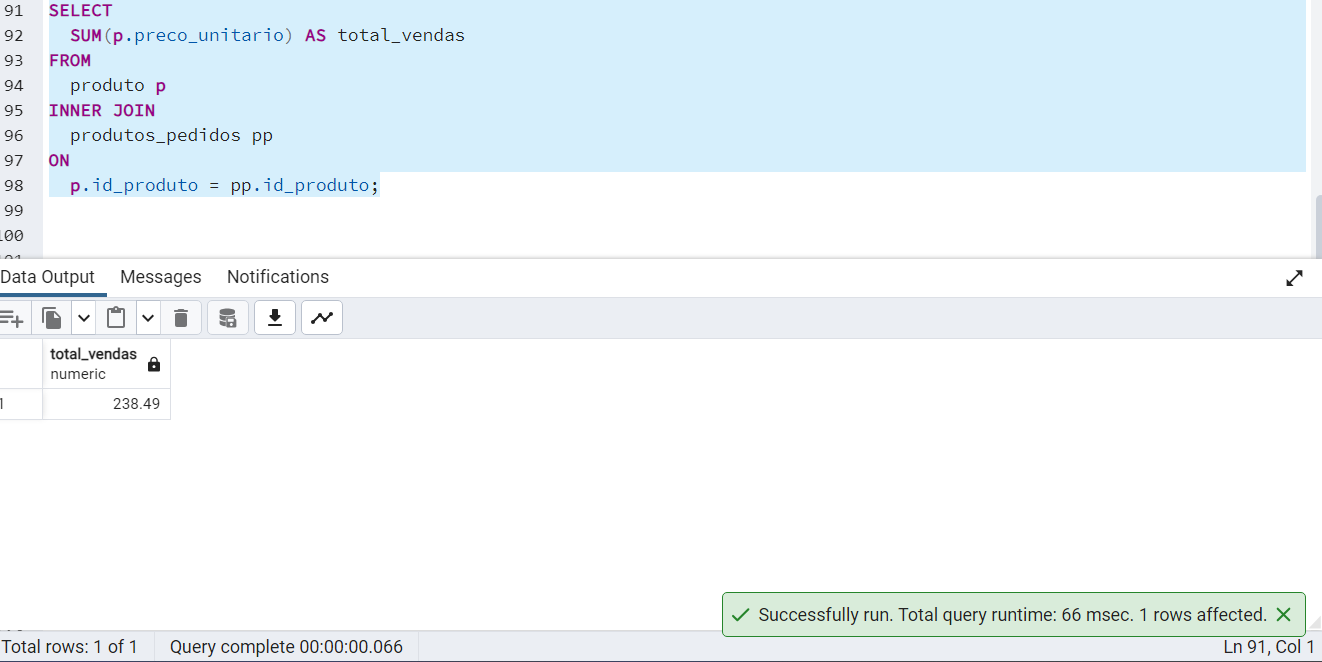 91 SELECT
92 SUM(p.preco_unitario) AS total_vendas
93 FROM
94 produto p
95 INNER JOIN
96 produtos_pedidos pp
97 ON
98 p.id_produto = pp.id_produto;
99
100
Data Output Messages Notifications
total_vendas
numeric
1 238.49
Successfully run. Total query runtime: 66 msec. 1 rows affected.
Total rows: 1 of 1 Query complete 00:00:00.066 Ln 91, Col 1